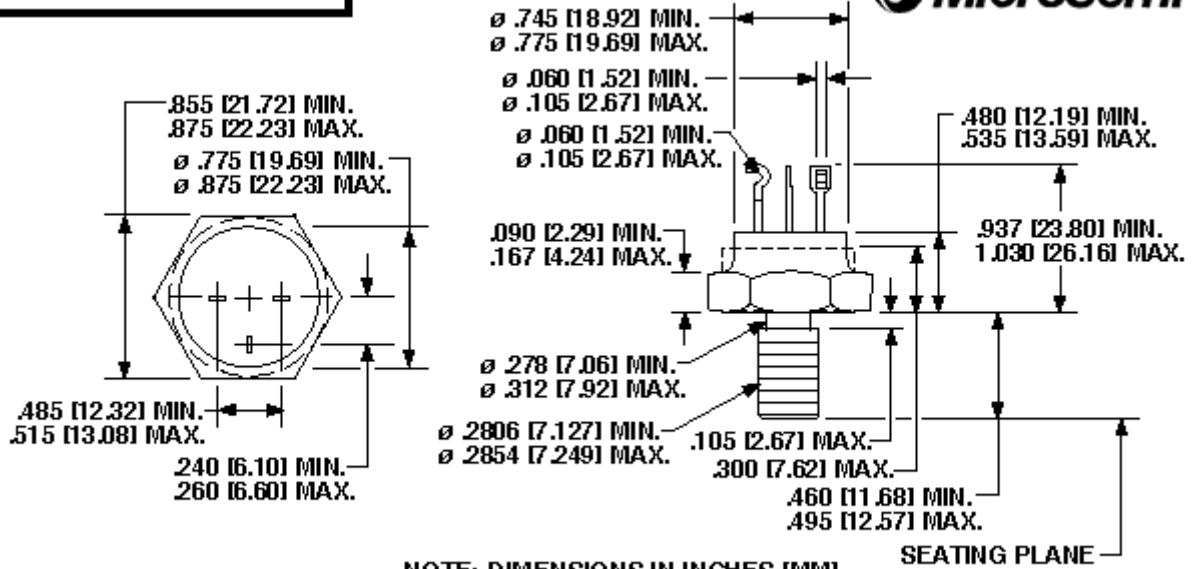 Microsemi
ø .745 [18.92] MIN.
ø .775 [19.69] MAX.
ø .060 [1.52] MIN.
ø .105 [2.67] MAX.
ø .060 [1.52] MIN.
ø .105 [2.67] MAX.
.855 [21.72] MIN.
.875 [22.23] MAX.
ø .775 [19.69] MIN.
ø .875 [22.23] MAX.
.480 [12.19] MIN.
.535 [13.59] MAX.
.090 [2.29] MIN.
.167 [4.24] MAX.
.937 [23.80] MIN.
1.030 [26.16] MAX.
ø .278 [7.06] MIN.
ø .312 [7.92] MAX.
.485 [12.32] MIN.
.515 [13.08] MAX.
ø .2806 [7.127] MIN.
ø .2854 [7.249] MAX.
.105 [2.67] MAX.
.300 [7.62] MAX.
.240 [6.10] MIN.
.260 [6.60] MAX.
.460 [11.68] MIN.
.495 [12.57] MAX.
SEATING PLANE
NOTE: DIMENSIONS IN INCHES [MM]